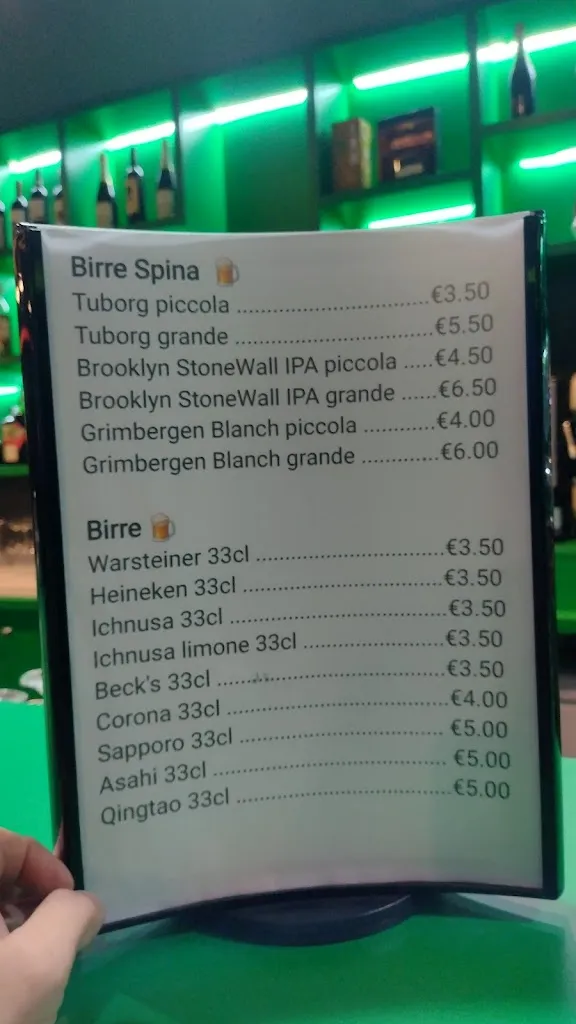 Birre Spina 🍺
Tuborg piccola ................................€3.50
Tuborg grande ..................................€5.50
Brooklyn StoneWall IPA piccola .....€4.50
Brooklyn StoneWall IPA grande ......€6.50
Grimbergen Blanch piccola ............€4.00
Grimbergen Blanch grande .............€6.00
Birre 🍺
Warsteiner 33cl ................................€3.50
Heineken 33cl ..................................€3.50
Ichnusa 33cl .....................................€3.50
Ichnusa limone 33cl ........................€3.50
Beck's 33cl .......................................€3.50
Corona 33cl ......................................€4.00
Sapporo 33cl ................................... €5.00
Asahi 33cl ........................................ €5.00
Qingtao 33cl .....................................€5.00